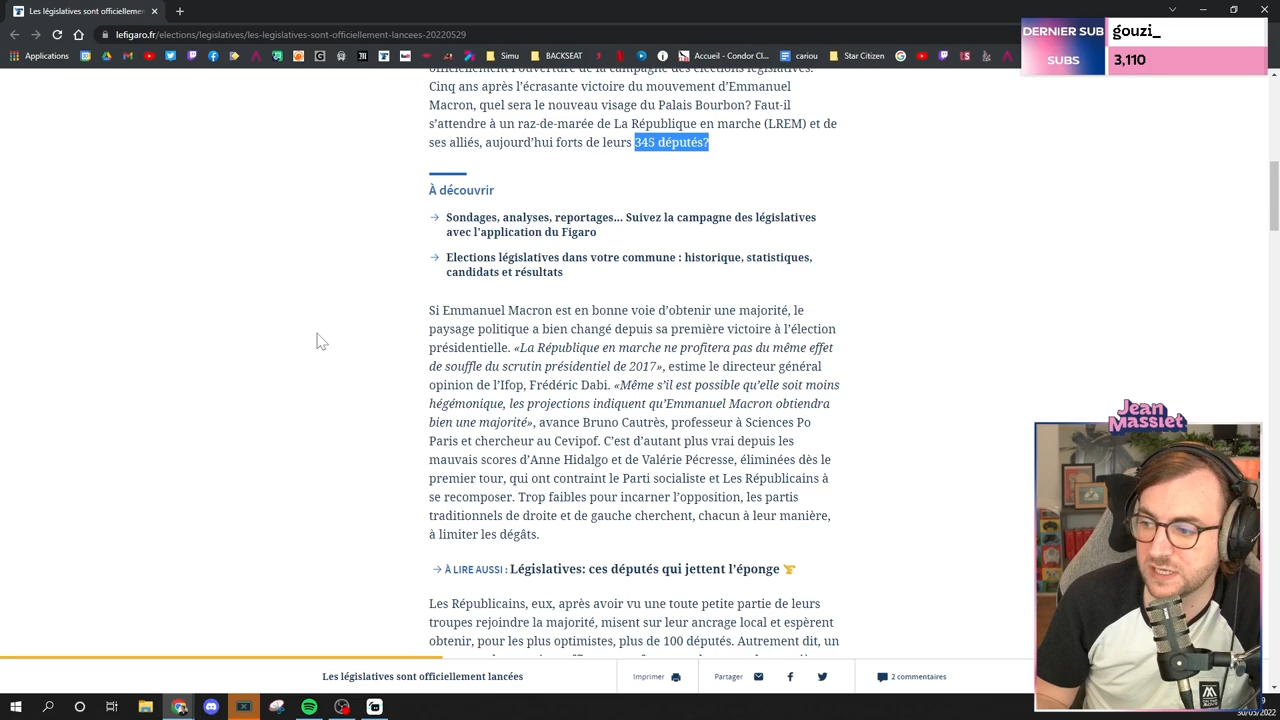 Les législatives sont officielleme
lefigaro.fr/elections/legislatives/les-legislatives-sont-officiellement-lancees-20220529
Applications
Simu
BACKSEAT
Accueil - Condor Cl...
cariou
Star Citizen
DERNIER SUB
gouzi_
SUBS
3,110
officiellement l'ouverture de la campagne des élections législatives.
Cinq ans après l'écrasante victoire du mouvement d'Emmanuel
Macron, quel sera le nouveau visage du Palais Bourbon? Faut-il
s'attendre à un raz-de-marée de La République en marche (LREM) et de
ses alliés, aujourd'hui forts de leurs 345 députés?
À découvrir
→ Sondages, analyses, reportages... Suivez la campagne des législatives
avec l'application du Figaro
→ Elections législatives dans votre commune : historique, statistiques,
candidats et résultats
Si Emmanuel Macron est en bonne voie d'obtenir une majorité, le
paysage politique a bien changé depuis sa première victoire à l'élection
présidentielle. «La République en marche ne profitera pas du même effet
de souffle du scrutin présidentiel de 2017», estime le directeur général
opinion de l'Ifop, Frédéric Dabi. «Même s'il est possible qu'elle soit moins
hégémonique, les projections indiquent qu'Emmanuel Macron obtiendra
bien une majorité», avance Bruno Cautrès, professeur à Sciences Po
Paris et chercheur au Cevipof. C'est d'autant plus vrai depuis les
mauvais scores d'Anne Hidalgo et de Valérie Pécresse, éliminées dès le
premier tour, qui ont contraint le Parti socialiste et Les Républicains à
se recomposer. Trop faibles pour incarner l'opposition, les partis
traditionnels de droite et de gauche cherchent, chacun à leur manière,
à limiter les dégâts.
→ À LIRE AUSSI : Législatives: ces députés qui jettent l'éponge
Les Républicains, eux, après avoir vu une toute petite partie de leurs
troupes rejoindre la majorité, misent sur leur ancrage local et espèrent
obtenir, pour les plus optimistes, plus de 100 députés. Autrement dit, un
Les législatives sont officiellement lancées
Imprimer
Partager
2 commentaires
Jean
Massiet
30/05/2022